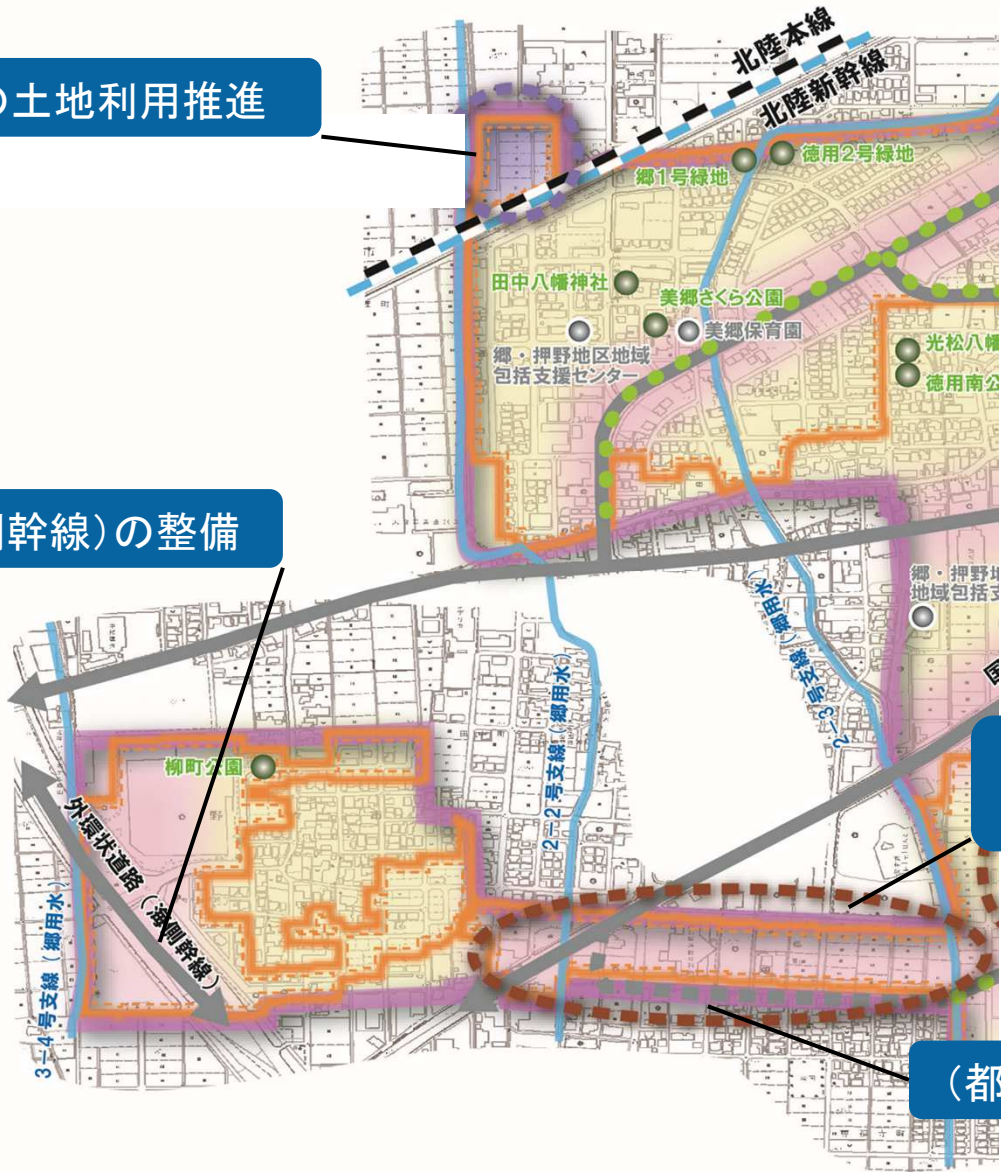 の土地利用推進
北陸本線
北陸新幹線
徳用2号緑地
郷1号緑地
田中八幡神社
美郷さくら公園
美郷保育園
郷・押野地区地域
包括支援センター
光松八幡
徳用南公
側幹線)の整備
郷・押野地
地域包括支
2-3号支線(郷用水)
2-2号支線(郷用水)
柳町公園
外環状道路(海側幹線)
3-4号支線(郷用水)
(都